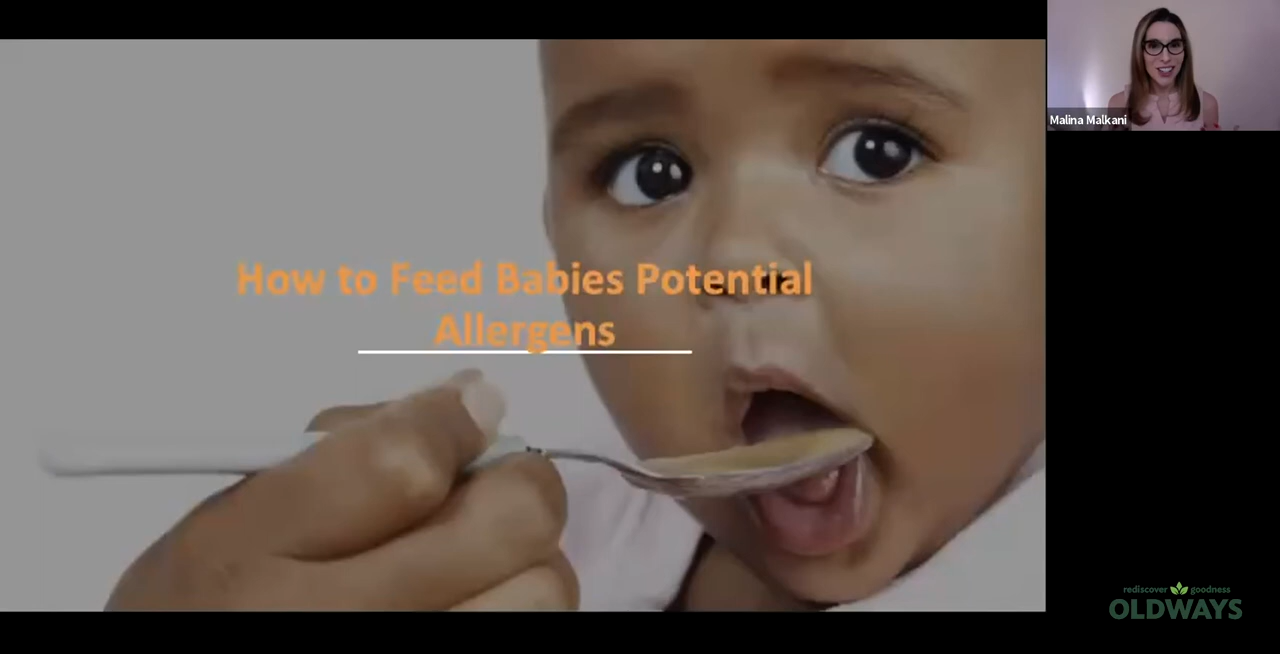 How to Feed Babies Potential
Allergens
Malina Malkani
rediscover goodness
OLDWAYS